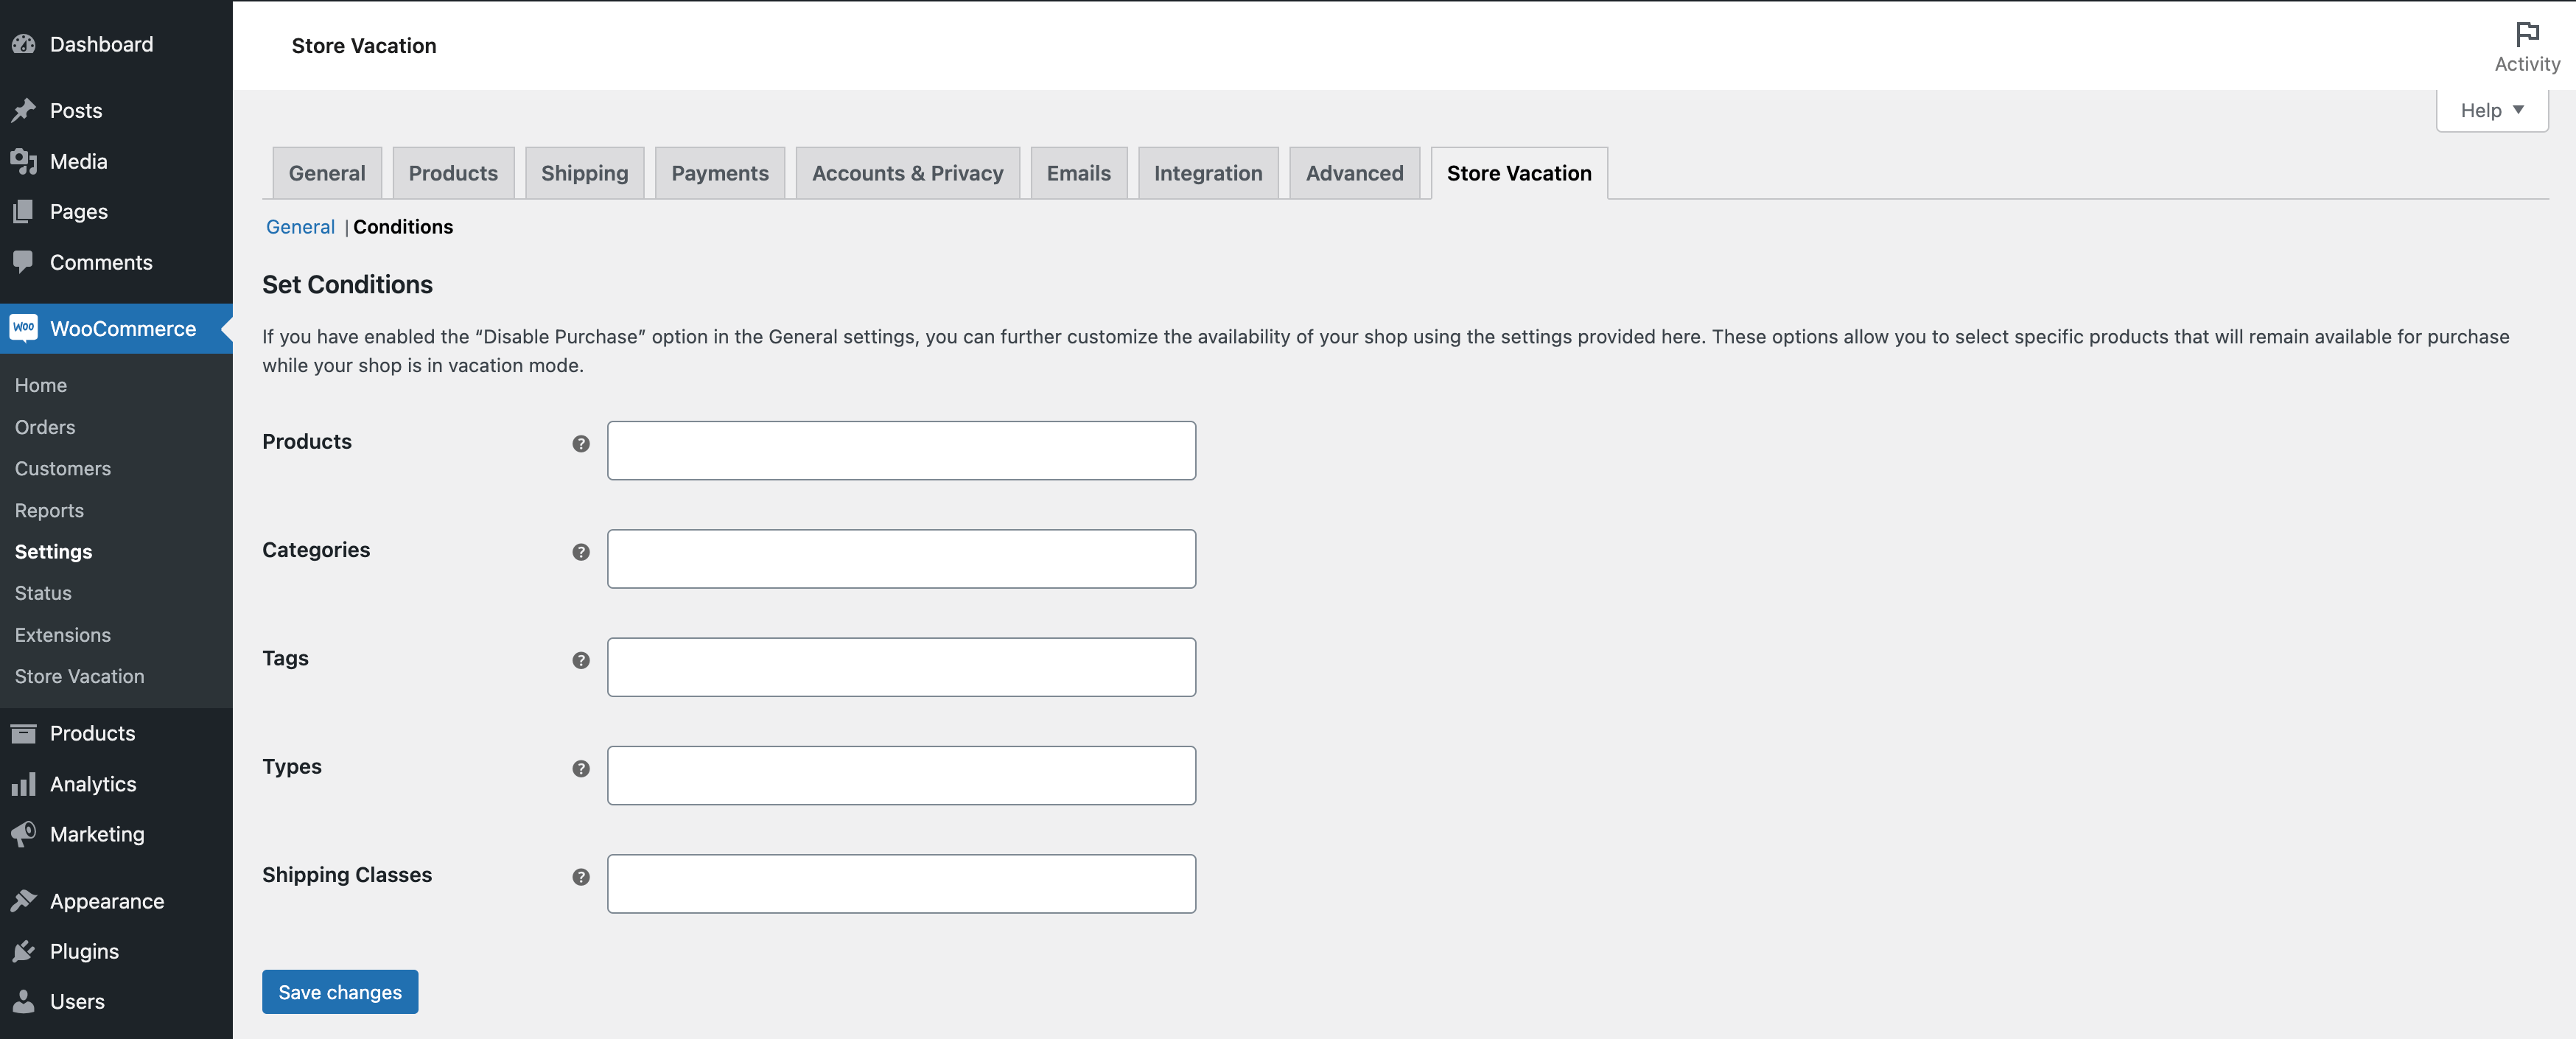 Dashboard
Posts
Media
Pages
Comments
Woo WooCommerce
Home
Orders
Customers
Reports
Settings
Status
Extensions
Store Vacation
Products
Analytics
Marketing
Appearance
Plugins
Users
Store Vacation
Activity
Help
General Products Shipping Payments Accounts & Privacy Emails Integration Advanced Store Vacation
General | Conditions
Set Conditions
If you have enabled the “Disable Purchase” option in the General settings, you can further customize the availability of your shop using the settings provided here. These options allow you to select specific products that will remain available for purchase
while your shop is in vacation mode.
Products ?
Categories ?
Tags ?
Types ?
Shipping Classes ?
Save changes